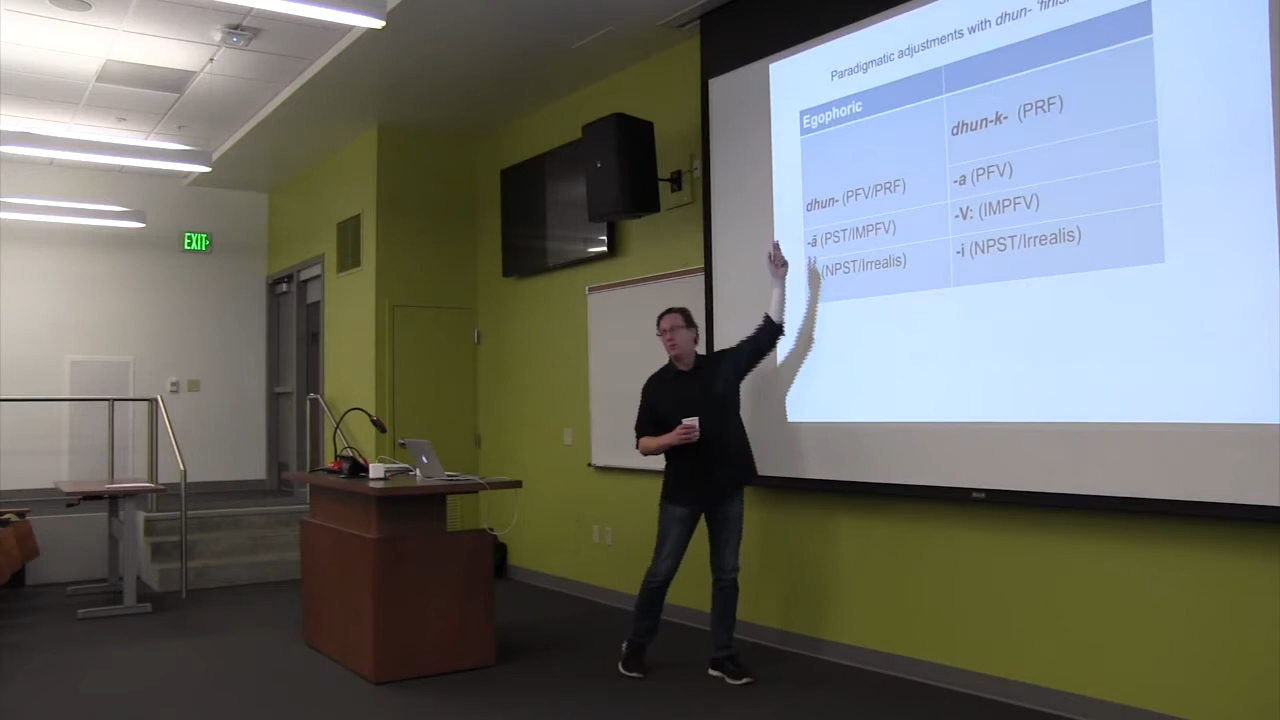 Paradigmatic adjustments with dhun- 'finis
Egophoric
dhun-k- (PRF)
dhun- (PFV/PRF)
-a (PFV)
-ā (PST/IMPFV)
-V: (IMPFV)
(NPST/Irrealis)
-i (NPST/Irrealis)
EXIT